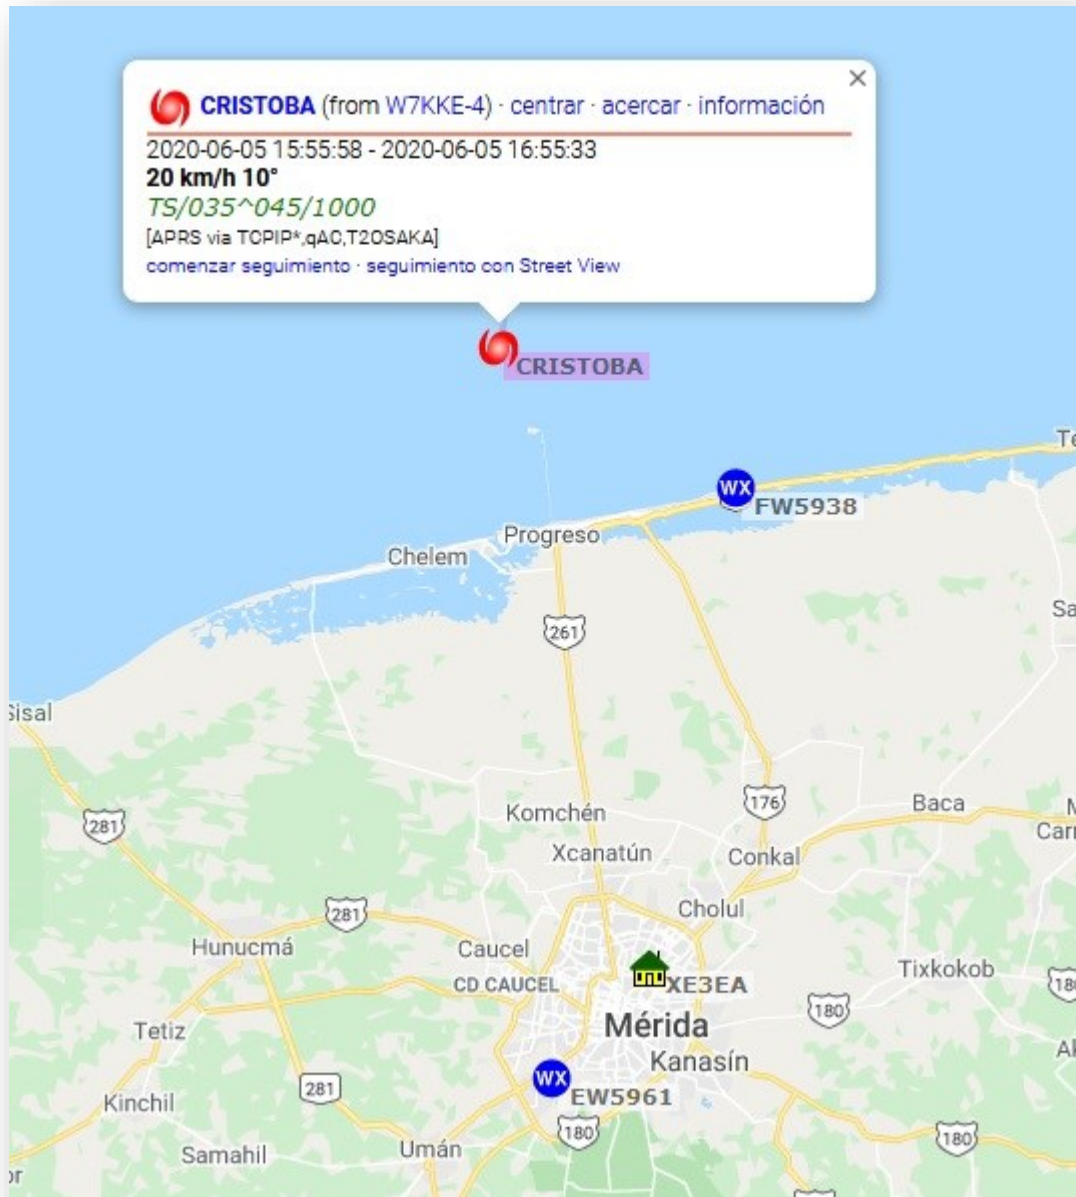 CRISTOBA (from W7KKE-4) · centrar · acercar · información
2020-06-05 15:55:58 - 2020-06-05 16:55:33
20 km/h 10°
TS/035^045/1000
[APRS via TCPIP*,qAC,T2OSAKA]
comenzar seguimiento · seguimiento con Street View
CRISTOBA
WX
FW5938
Progreso
Chelem
261
Sisal
Komchén
176
Baca
281
Xcanatún
Conkal
281
Cholul
Hunucmá
Caucel
CD CAUCEL
XE3EA
Tixkokob
180
180
Mérida
Tetiz
Kanasín
WX
EW5961
281
Kinchil
180
180
Umán
Samahil